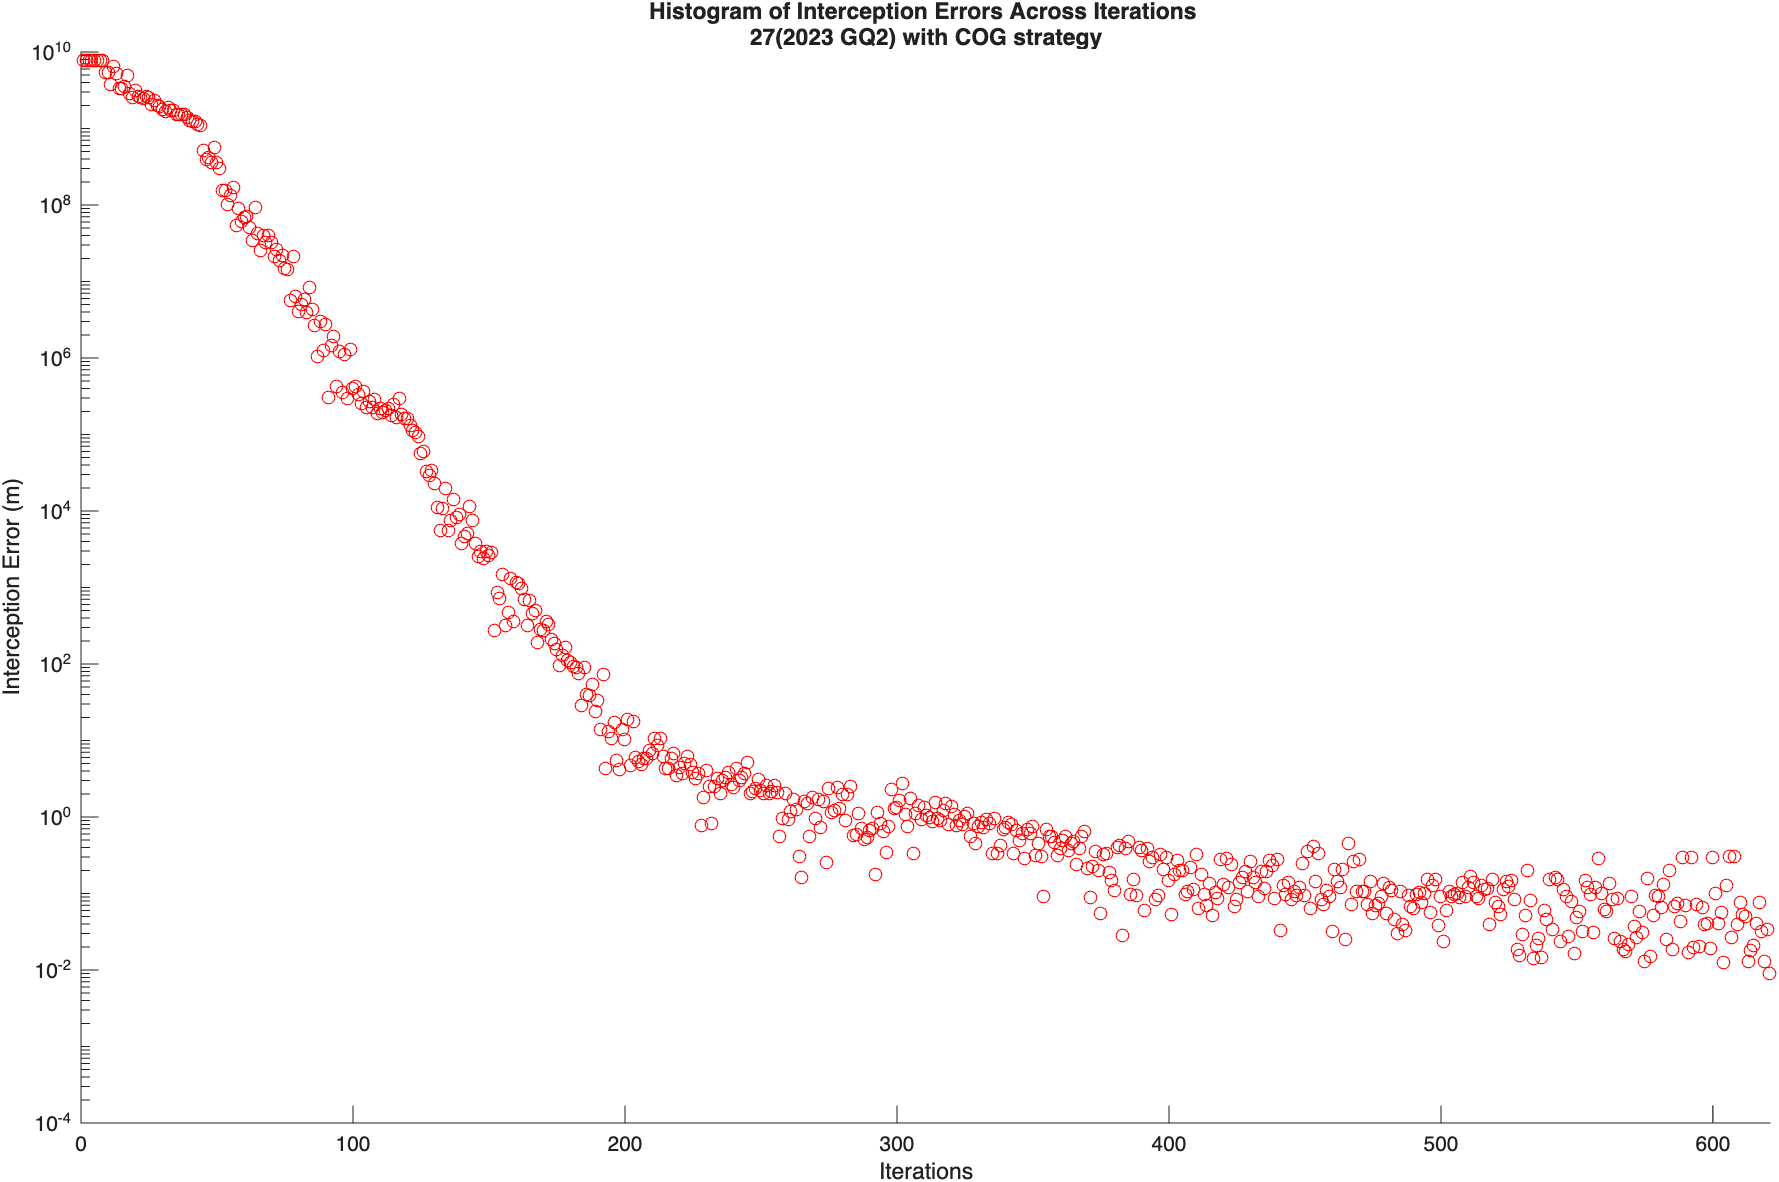 Histogram of Interception Errors Across Iterations
27(2023 GQ2) with COG strategy
Interception Error (m)
10^10
10^8
10^6
10^4
10^2
10^0
10^-2
10^-4
0 100 200 300 400 500 600
Iterations